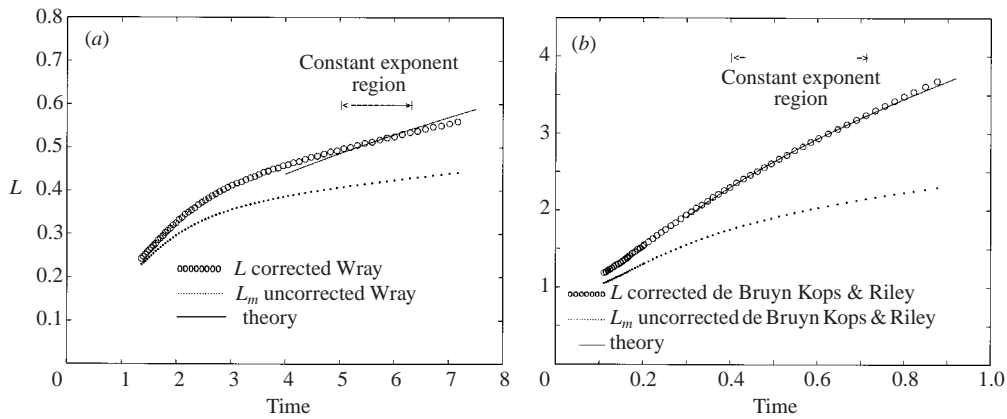 0.8
(a)
0.7
Constant exponent
region
0.6
0.5
L
0.4
0.3
0.2
L corrected Wray
L_m uncorrected Wray
0.1
theory
0 1 2 3 4 5 6 7 8
Time
(b)
4
Constant exponent
region
3
2
1
L corrected de Bruyn Kops & Riley
L_m uncorrected de Bruyn Kops & Riley
theory
0 0.2 0.4 0.6 0.8 1.0
Time